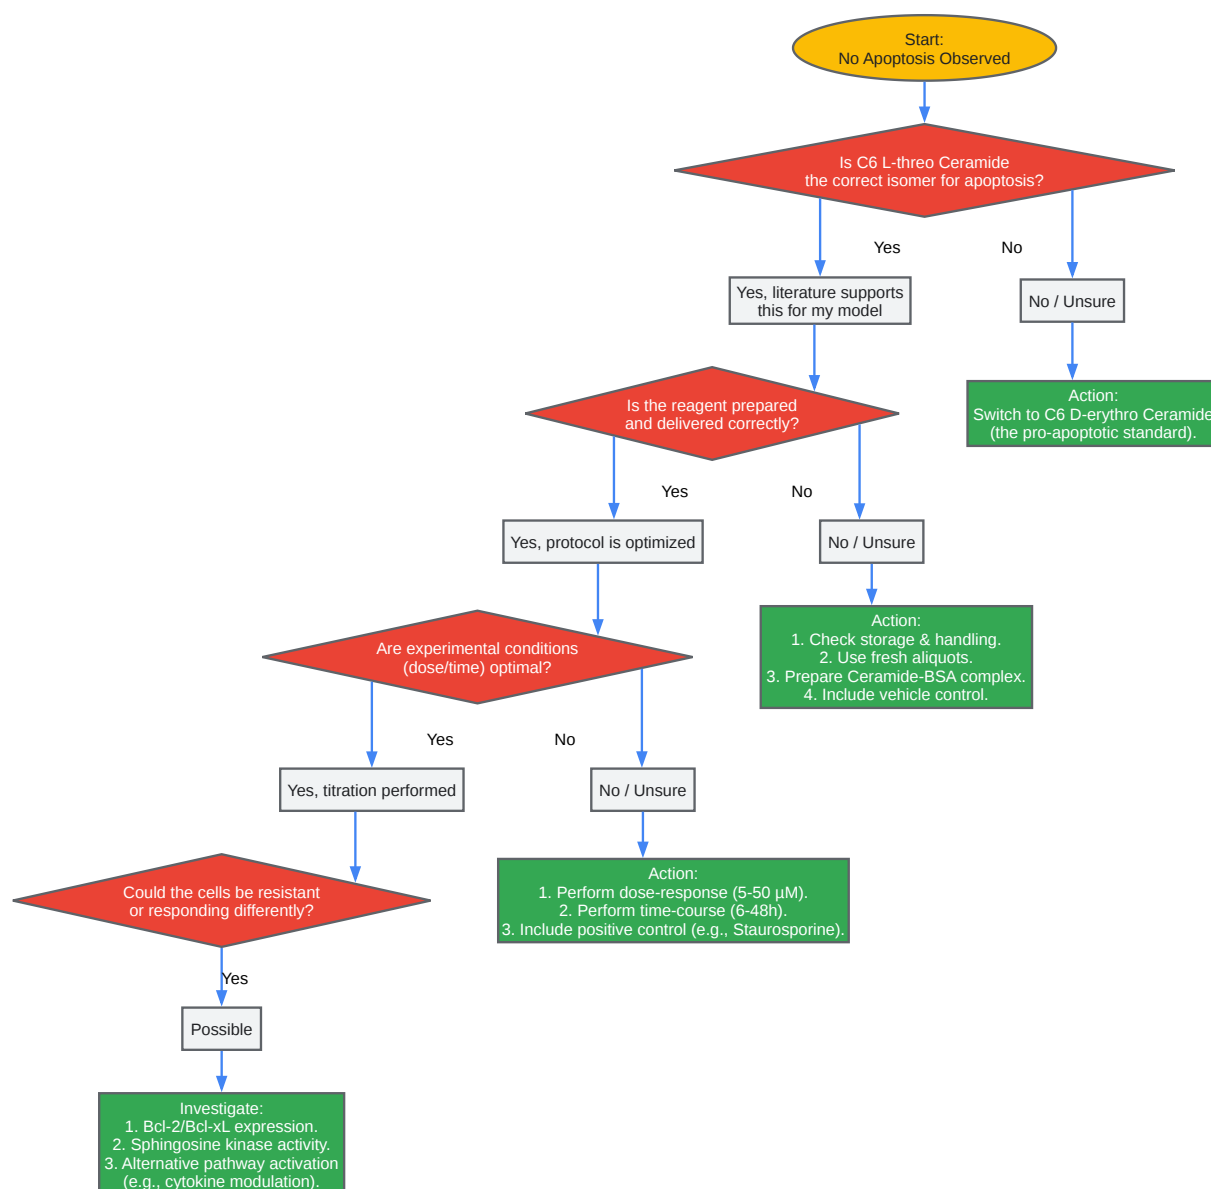 Start:
No Apoptosis Observed
Is C6 L-threo Ceramide
the correct isomer for apoptosis?
Yes
No
Yes, literature supports
this for my model
No / Unsure
Action:
Switch to C6 D-erythro Ceramide
(the pro-apoptotic standard).
Is the reagent prepared
and delivered correctly?
Yes
No
Yes, protocol is optimized
No / Unsure
Action:
1. Check storage & handling.
2. Use fresh aliquots.
3. Prepare Ceramide-BSA complex.
4. Include vehicle control.
Are experimental conditions
(dose/time) optimal?
Yes
No
Yes, titration performed
No / Unsure
Action:
1. Perform dose-response (5-50 µM).
2. Perform time-course (6-48h).
3. Include positive control (e.g., Staurosporine).
Could the cells be resistant
or responding differently?
Yes
Possible
Investigate:
1. Bcl-2/Bcl-xL expression.
2. Sphingosine kinase activity.
3. Alternative pathway activation
(e.g., cytokine modulation).